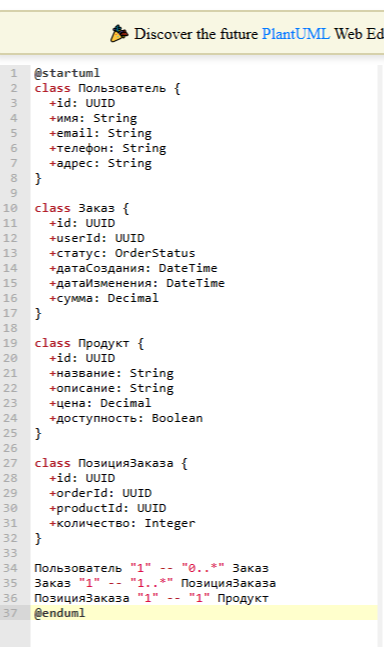 Discover the future PlantUML Web Ed
1 @startuml
2 class Пользователь {
3 +id: UUID
4 +имя: String
5 +email: String
6 +телефон: String
7 +адрес: String
8 }
9
10 class Заказ {
11 +id: UUID
12 +userId: UUID
13 +статус: OrderStatus
14 +датаСоздания: DateTime
15 +датаИзменения: DateTime
16 +сумма: Decimal
17 }
18
19 class Продукт {
20 +id: UUID
21 +название: String
22 +описание: String
23 +цена: Decimal
24 +доступность: Boolean
25 }
26
27 class ПозицияЗаказа {
28 +id: UUID
29 +orderId: UUID
30 +productId: UUID
31 +количество: Integer
32 }
33
34 Пользователь "1" -- "0..*" Заказ
35 Заказ "1" -- "1..*" ПозицияЗаказа
36 ПозицияЗаказа "1" -- "1" Продукт
37 @enduml